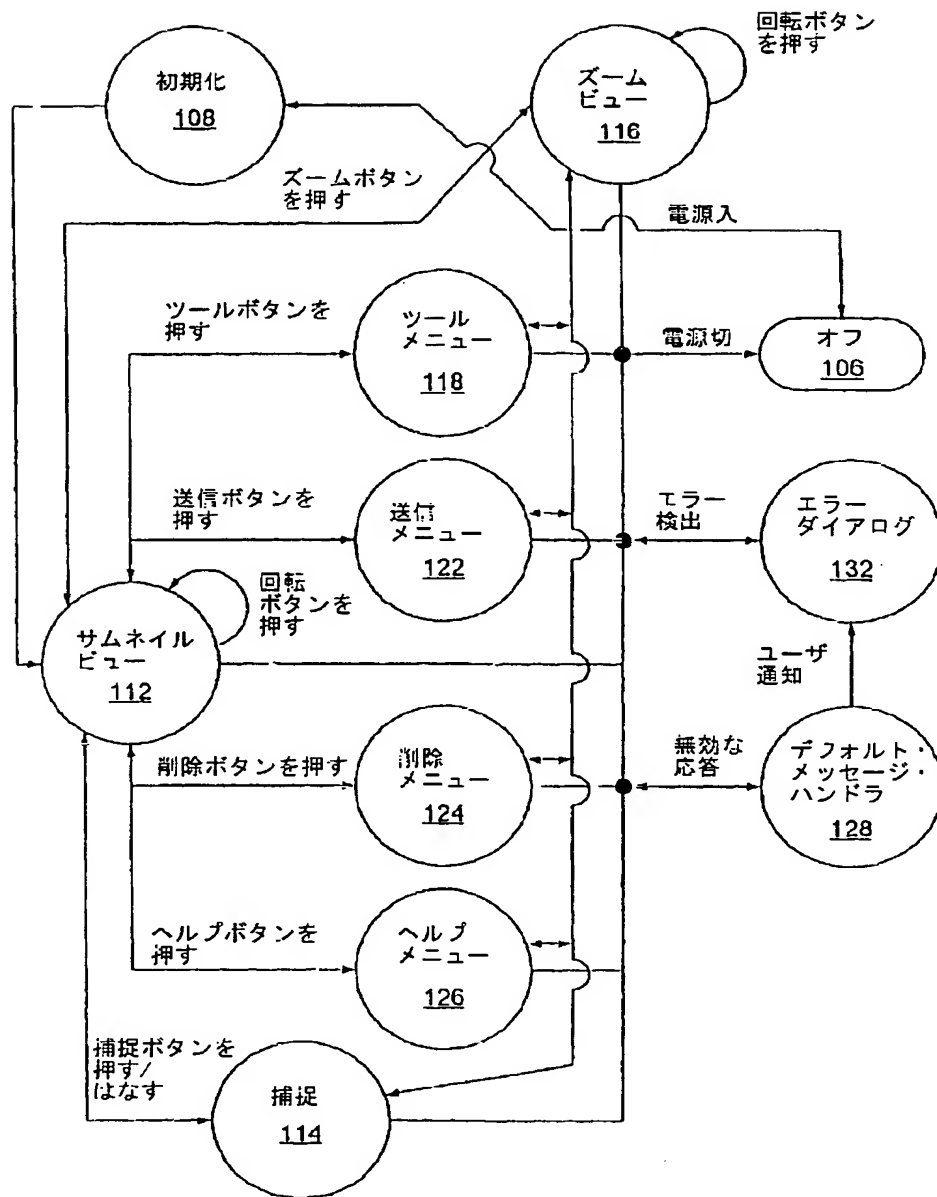 回転ボタン
を押す
初期化
108
ズーム
ビュー
116
ズームボタン
を押す
電源入
ツールボタンを
押す
ツール
メニュー
118
電源切
オフ
106
送信ボタンを
押す
送信
メニュー
122
エラー
検出
エラー
ダイアログ
132
回転
ボタンを
押す
サムネイル
ビュー
112
ユーザ
通知
削除ボタンを押す
削除
メニュー
124
無効な
応答
デフォルト・
メッセージ・
ハンドラ
128
ヘルプボタンを
押す
ヘルプ
メニュー
126
捕捉ボタンを
押す/
はなす
捕捉
114